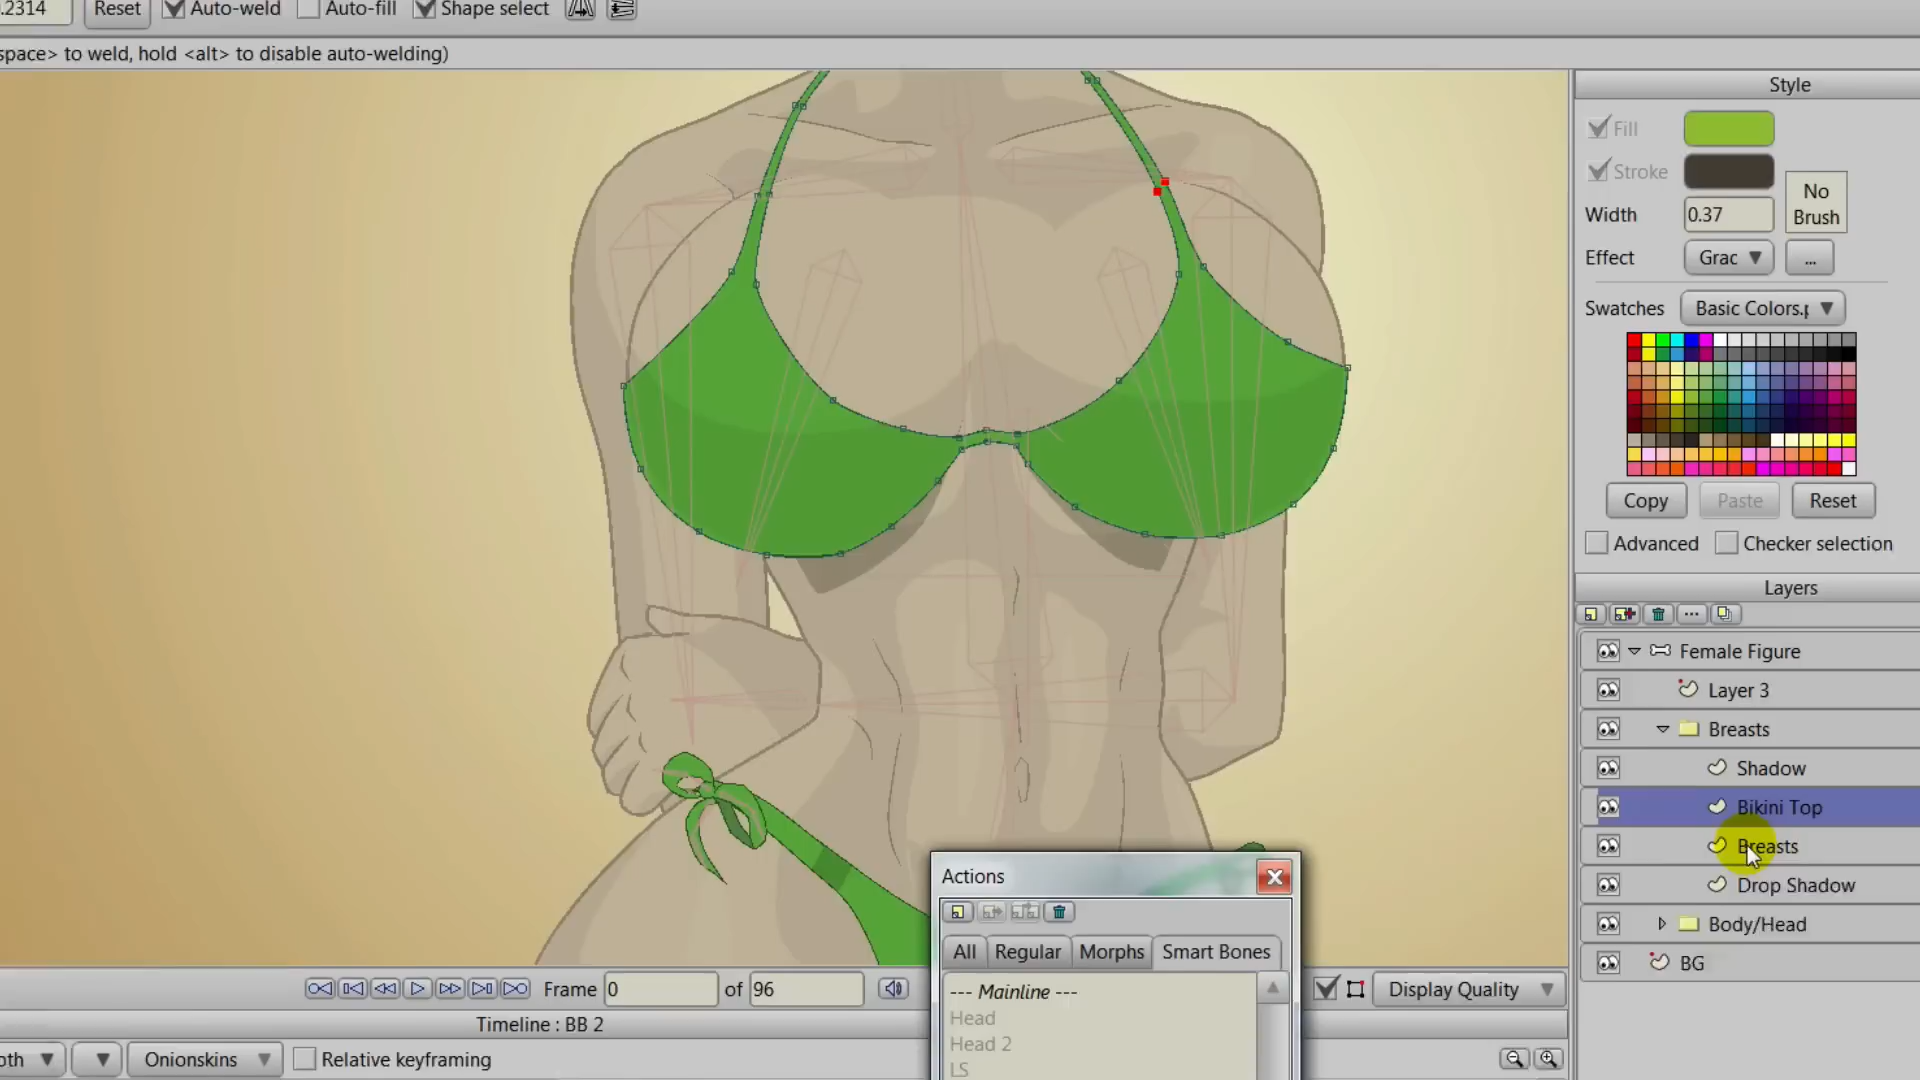 .2314 Reset Auto-weld Auto-fill Shape select
space> to weld, hold <alt> to disable auto-welding)
Style
Fill
Stroke
Width 0.37
No Brush
Effect Grac ...
Swatches Basic Colors.p
Copy Paste Reset
Advanced Checker selection
Layers
Female Figure
Layer 3
Breasts
Shadow
Bikini Top
Breasts
Drop Shadow
Body/Head
BG
Actions
All Regular Morphs Smart Bones
--- Mainline ---
Head
Head 2
LS
Frame 0 of 96 Display Quality
Timeline : BB 2
oth Onionskins Relative keyframing